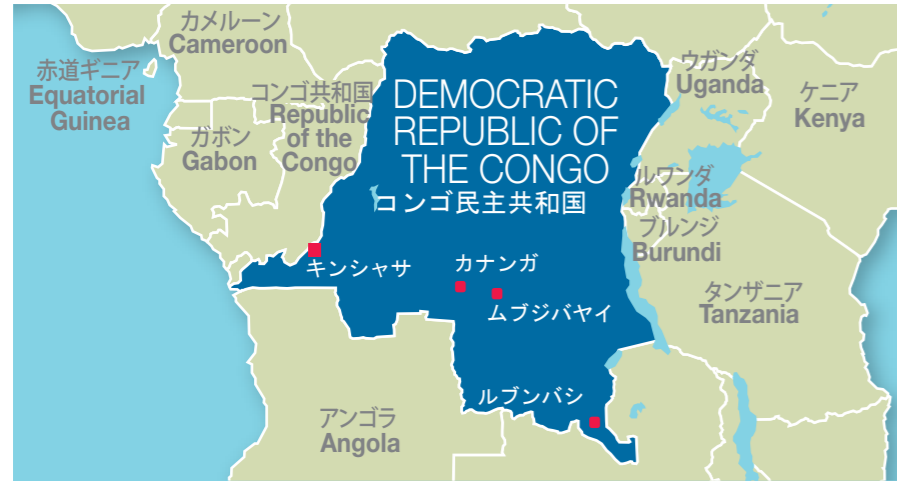 カメルーン
Cameroon
赤道ギニア
Equatorial
Guinea
コンゴ共和国
Republic
of the
Congo
ガボン
Gabon
DEMOCRATIC
REPUBLIC OF
THE CONGO
コンゴ民主共和国
ウガンダ
Uganda
ケニア
Kenya
ルワンダ
Rwanda
ブルンジ
Burundi
キンシャサ
カナンガ
ムブジバヤイ
タンザニア
Tanzania
ルブンバシ
アンゴラ
Angola